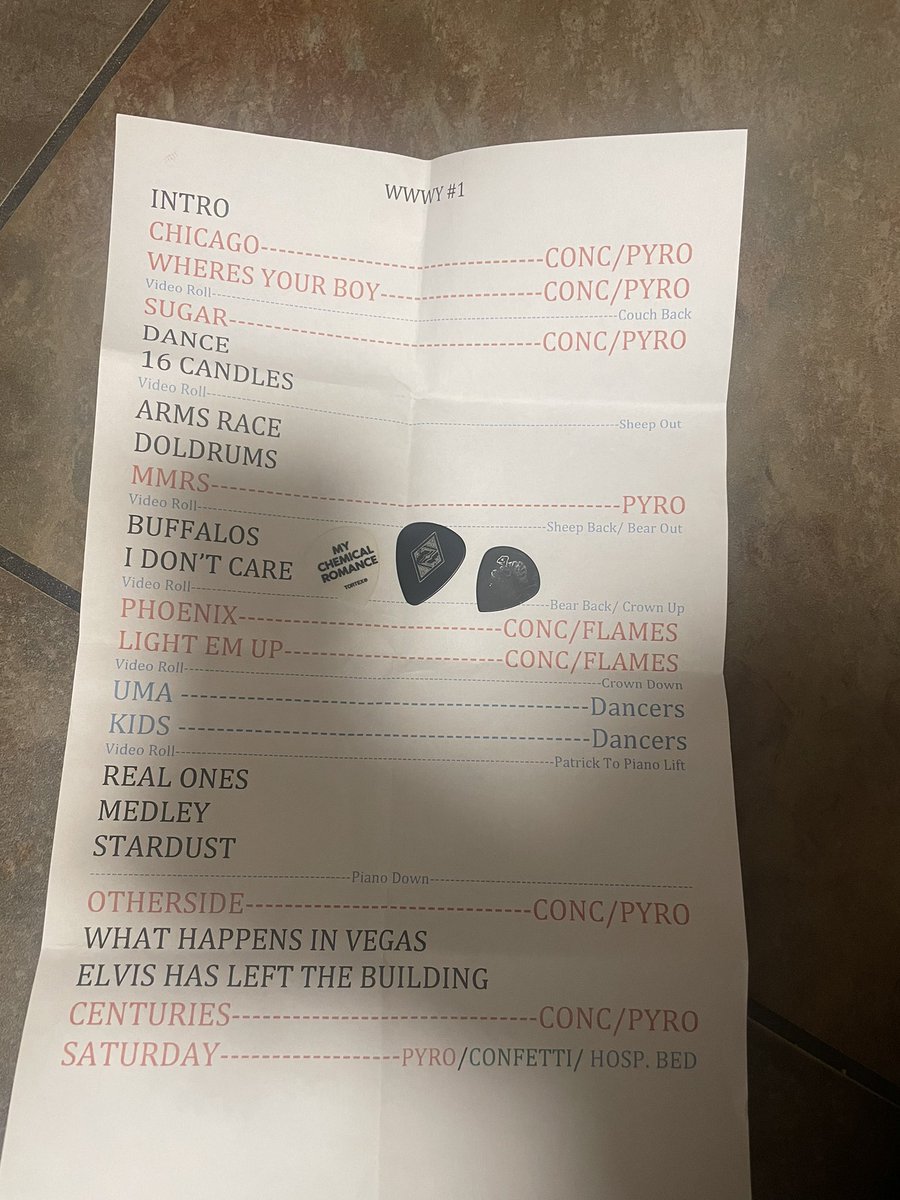 WWWY #1
INTRO
CHICAGO----------------------------CONC/PYRO
WHERES YOUR BOY----------------CONC/PYRO
Video Roll------------------------------------------------Couch Back
SUGAR------------------------------CONC/PYRO
DANCE
16 CANDLES
Video Roll------------------------------------------------Sheep Out
ARMS RACE
DOLDRUMS
MMRS----------------------------------------PYRO
Video Roll----------------------------------------Sheep Back/ Bear Out
BUFFALOS
I DON'T CARE
MY
CHEMICAL
ROMANCE
TORTEX®
Video Roll----------------------------------------Bear Back/ Crown Up
PHOENIX--------------------------CONC/FLAMES
LIGHT EM UP----------------------CONC/FLAMES
Video Roll------------------------------------------------Crown Down
UMA ----------------------------------------Dancers
KIDS ----------------------------------------Dancers
Video Roll----------------------------------------Patrick To Piano Lift
REAL ONES
MEDLEY
STARDUST
----------------------------------------Piano Down----------------------------------------
OTHERSIDE----------------------------CONC/PYRO
WHAT HAPPENS IN VEGAS
ELVIS HAS LEFT THE BUILDING
CENTURIES------------------------------CONC/PYRO
SATURDAY------------------PYRO/CONFETTI/ HOSP. BED